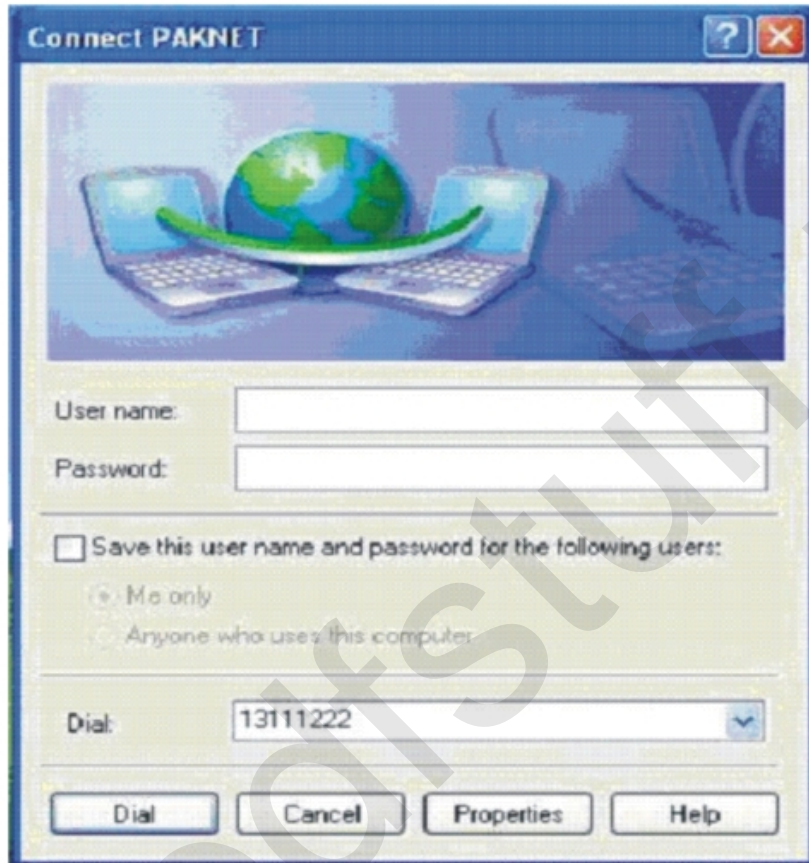 Connect PAKNET
User name:
Password:
Save this user name and password for the following users:
Me only
Anyone who uses this computer
Dial:
13111222
Dial
Cancel
Properties
Help
pdfstuff